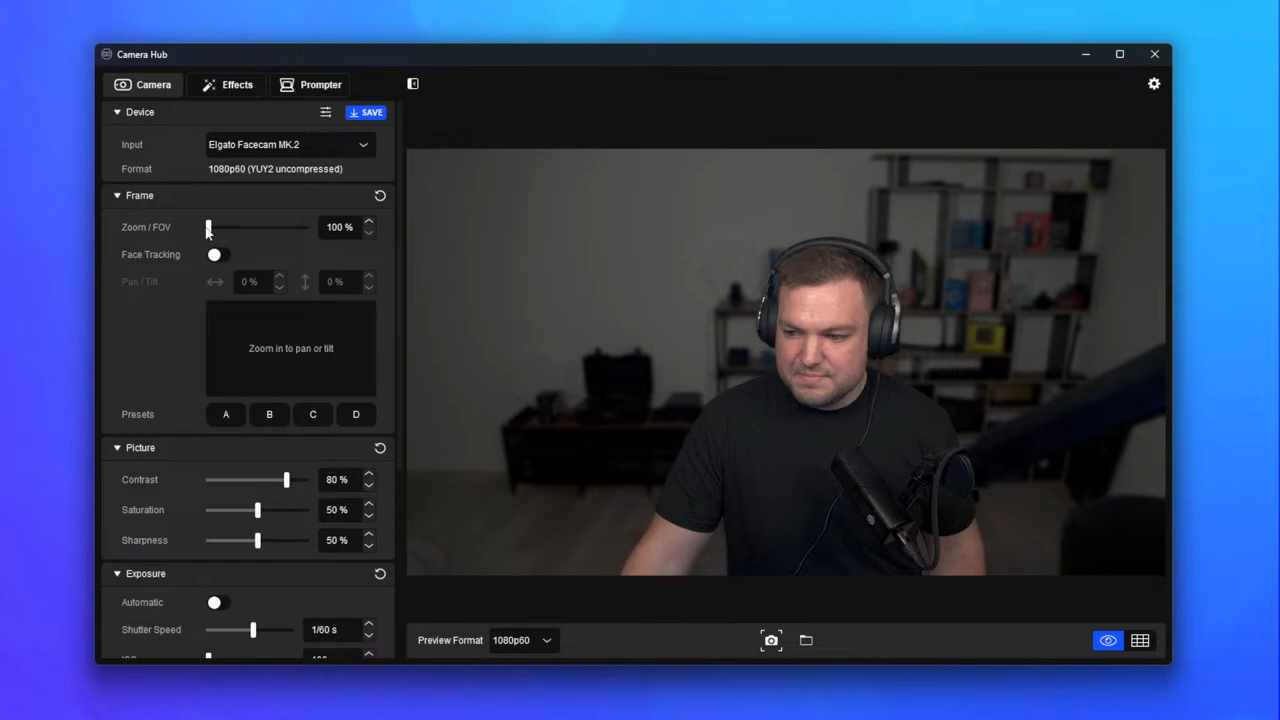 Camera Hub
Camera Effects Prompter
Device SAVE
Input Elgato Facecam MK.2
Format 1080p60 (YUY2 uncompressed)
Frame
Zoom / FOV 100 %
Face Tracking
Pan / Tilt 0 % 0 %
Zoom in to pan or tilt
Presets A B C D
Picture
Contrast 80 %
Saturation 50 %
Sharpness 50 %
Exposure
Automatic
Shutter Speed 1/60 s
Preview Format 1080p60